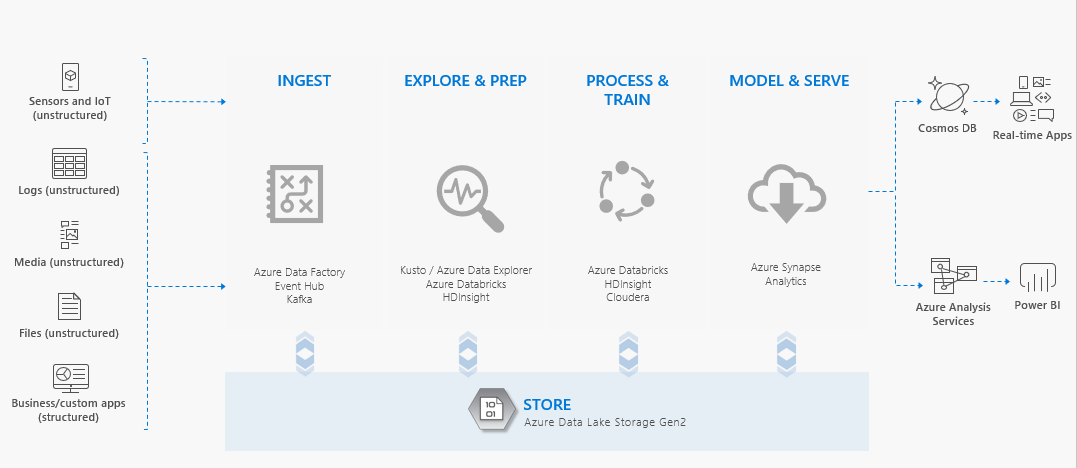 Sensors and IoT
(unstructured)
Logs (unstructured)
Media (unstructured)
Files (unstructured)
Business/custom apps
(structured)
INGEST
Azure Data Factory
Event Hub
Kafka
EXPLORE & PREP
Kusto / Azure Data Explorer
Azure Databricks
HDInsight
PROCESS &
TRAIN
Azure Databricks
HDInsight
Cloudera
MODEL & SERVE
Azure Synapse
Analytics
STORE
Azure Data Lake Storage Gen2
10
01
Cosmos DB
Real-time Apps
Azure Analysis
Services
Power BI